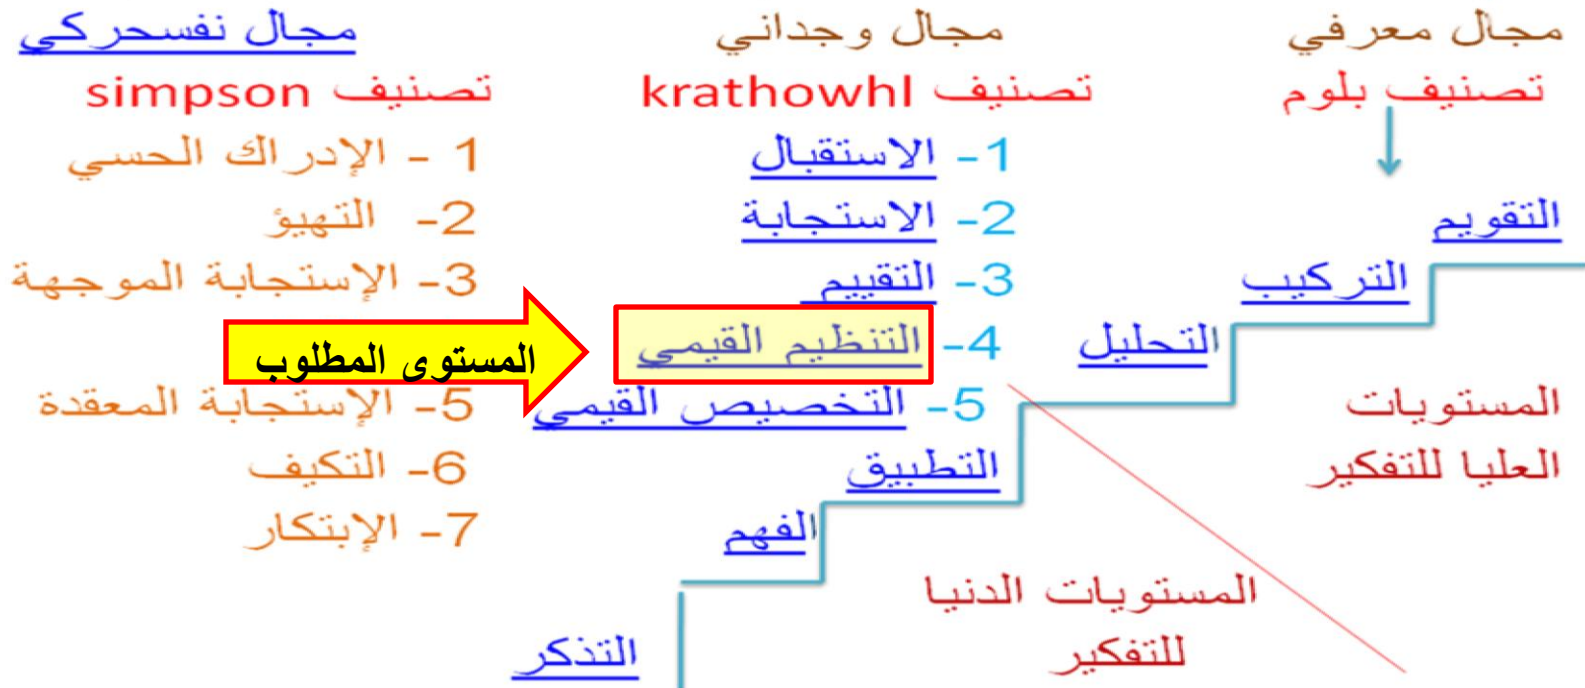 مجال معرفي
تصنيف بلوم
التقويم
التركيب
التحليل
التطبيق
الفهم
التذكر
المستويات
العليا للتفكير
المستويات الدنيا
للتفكير
مجال وجداني
تصنيف krathowhl
1- الاستقبال
2- الاستجابة
3- التقييم
4- التنظيم القيمي
5- التخصيص القيمي
المستوى المطلوب
مجال نفسحركي
تصنيف simpson
1 - الإدراك الحسي
2- التهيؤ
3- الإستجابة الموجهة
5- الإستجابة المعقدة
6- التكيف
7- الإبتكار